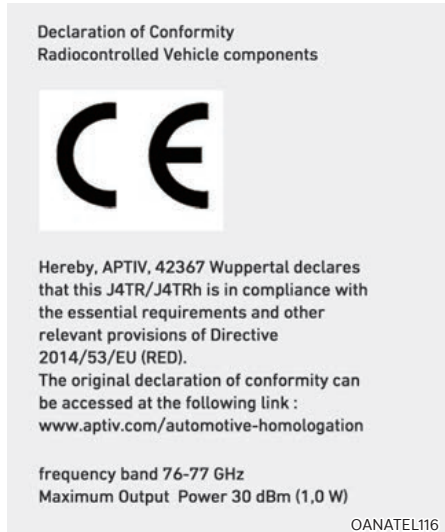 Declaration of Conformity
Radiocontrolled Vehicle components
CE
Hereby, APTIV, 42367 Wuppertal declares
that this J4TR/J4TRh is in compliance with
the essential requirements and other
relevant provisions of Directive
2014/53/EU (RED).
The original declaration of conformity can
be accessed at the following link :
www.aptiv.com/automotive-homologation
frequency band 76-77 GHz
Maximum Output  Power 30 dBm (1,0 W)
OANATEL116